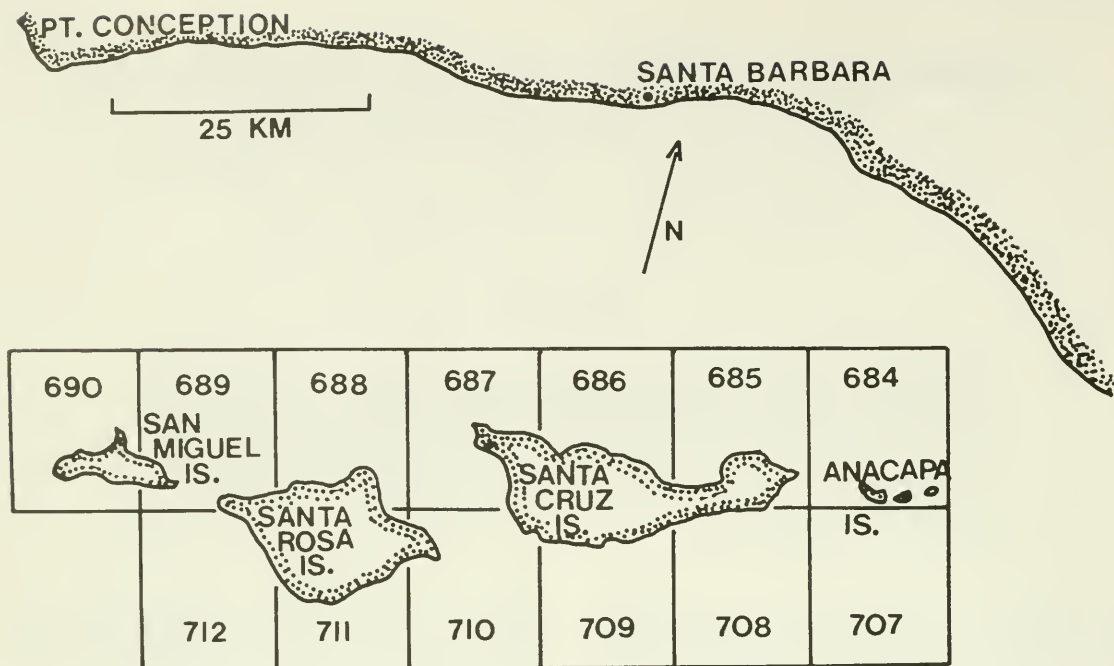 PT. CONCEPTION
SANTA BARBARA
25 KM
N
690
689
688
687
686
685
684
SAN
MIGUEL
IS.
SANTA
ROSA
IS.
SANTA
CRUZ
IS.
ANACAPA
IS.
712
711
710
709
708
707